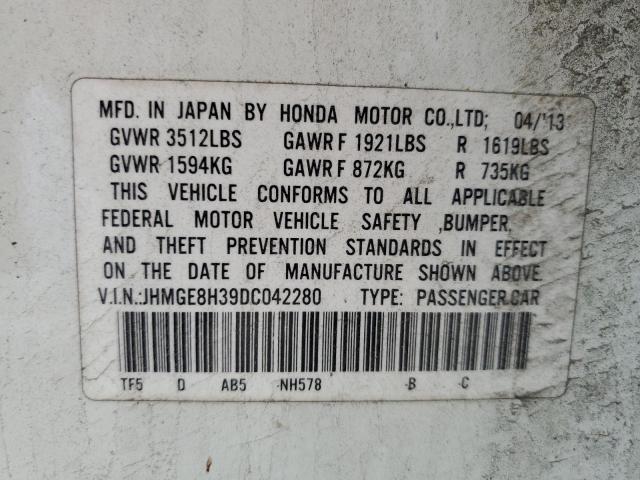 MFD. IN JAPAN BY HONDA MOTOR CO.,LTD; 04/'13
GVWR 3512LBS GAWR F 1921LBS R 1619LBS
GVWR 1594KG GAWR F 872KG R 735KG
THIS VEHICLE CONFORMS TO ALL APPLICABLE
FEDERAL MOTOR VEHICLE SAFETY ,BUMPER,
AND THEFT PREVENTION STANDARDS IN EFFECT
ON THE DATE OF MANUFACTURE SHOWN ABOVE.
V.I.N.:JHMGE8H39DC042280 TYPE: PASSENGER CAR
TF5 D AB5 -NH578 -B -C